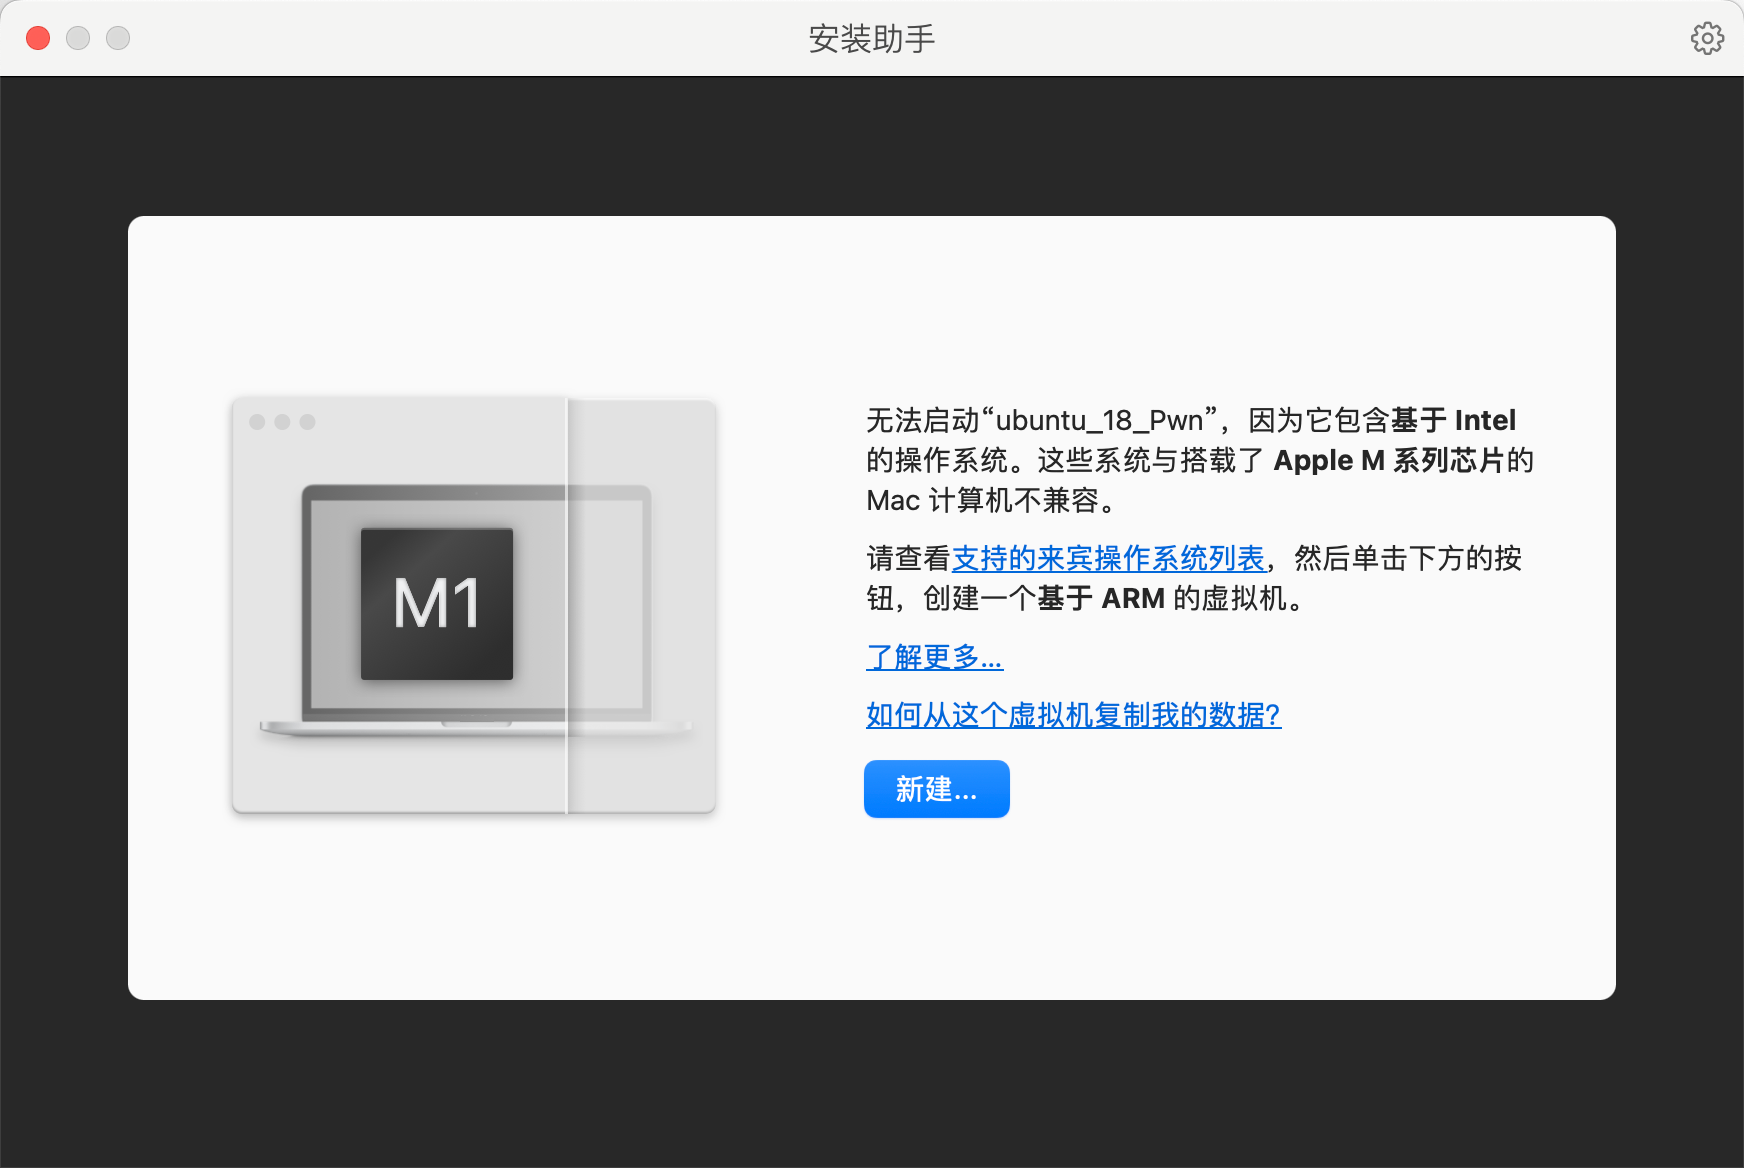 安装助手
M1
无法启动“ubuntu_18_Pwn”，因为它包含基于 Intel
的操作系统。这些系统与搭载了 Apple M 系列芯片的
Mac 计算机不兼容。
请查看支持的来宾操作系统列表，然后单击下方的按
钮，创建一个基于 ARM 的虚拟机。
了解更多...
如何从这个虚拟机复制我的数据?
新建...